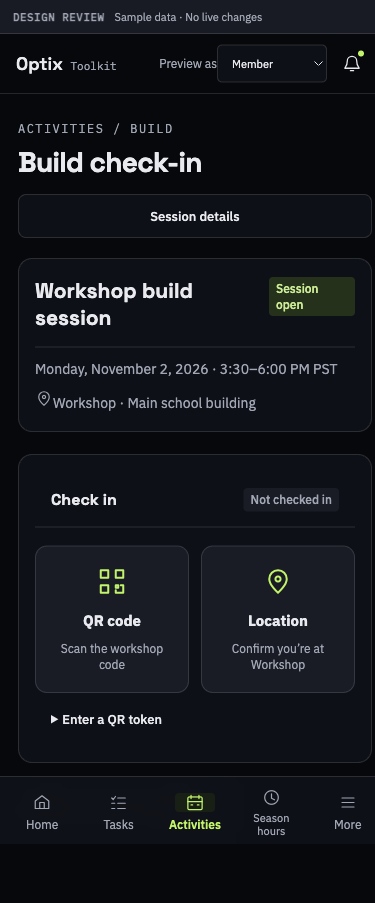 DESIGN REVIEW Sample data · No live changes
Optix Toolkit Preview as Member
ACTIVITIES / BUILD
Build check-in
Session details
Workshop build
session
Session
open
Monday, November 2, 2026 · 3:30–6:00 PM PST
Workshop · Main school building
Check in Not checked in
QR code
Scan the workshop
code
Location
Confirm you're at
Workshop
Enter a QR token
Home
Tasks
Activities
Season
hours
More